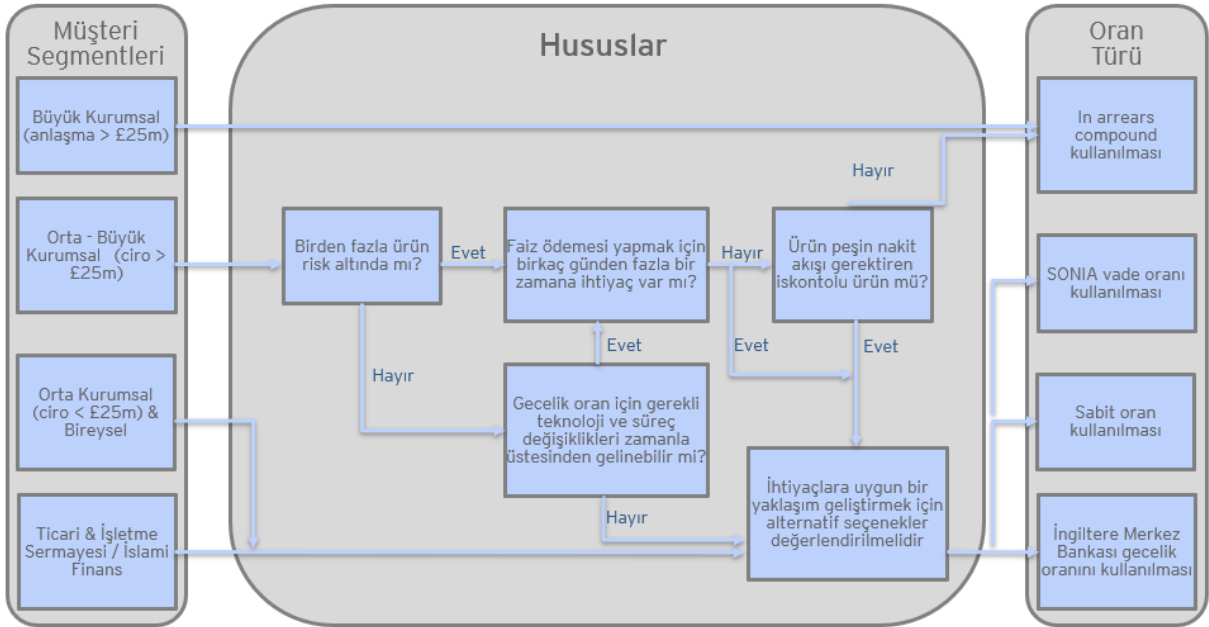 Müşteri
Segmentleri
Büyük Kurumsal
(anlaşma > £25m)
Orta - Büyük
Kurumsal (ciro >
£25m)
Orta Kurumsal
(ciro < £25m) &
Bireysel
Ticari & İşletme
Sermayesi / İslami
Finans
Hususlar
Birden fazla ürün
risk altında mı?
Evet
Hayır
Faiz ödemesi yapmak için
birkaç günden fazla bir
zamana ihtiyaç var mı?
Hayır
Evet
Evet
Gecelik oran için gerekli
teknoloji ve süreç
değişiklikleri zamanla
üstesinden gelinebilir mi?
Hayır
Ürün peşin nakit
akışı gerektiren
iskontolu ürün mü?
Hayır
Evet
İhtiyaçlara uygun bir
yaklaşım geliştirmek için
alternatif seçenekler
değerlendirilmelidir
Oran
Türü
In arrears
compound
kullanılması
SONIA vade oranı
kullanılması
Sabit oran
kullanılması
İngiltere Merkez
Bankası gecelik
oranını kullanılması